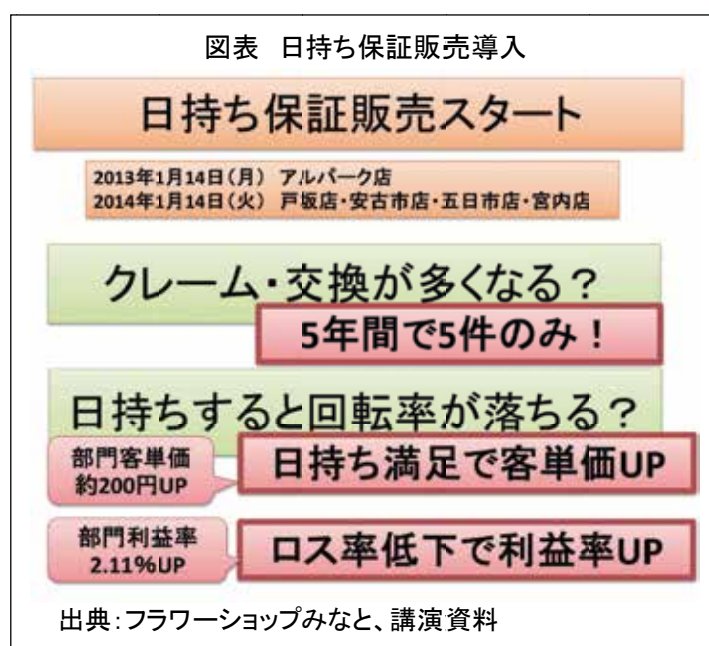 図表 日持ち保証販売導入
日持ち保証販売スタート
2013年1月14日(月) アルパーク店
2014年1月14日(火) 戸坂店・安古市店・五日市店・宮内店
クレーム・交換が多くなる?
5年間で5件のみ!
日持ちすると回転率が落ちる?
部門客単価
約200円UP
日持ち満足で客単価UP
部門利益率
2.11%UP
ロス率低下で利益率UP
出典:フラワーショップみなと、講演資料